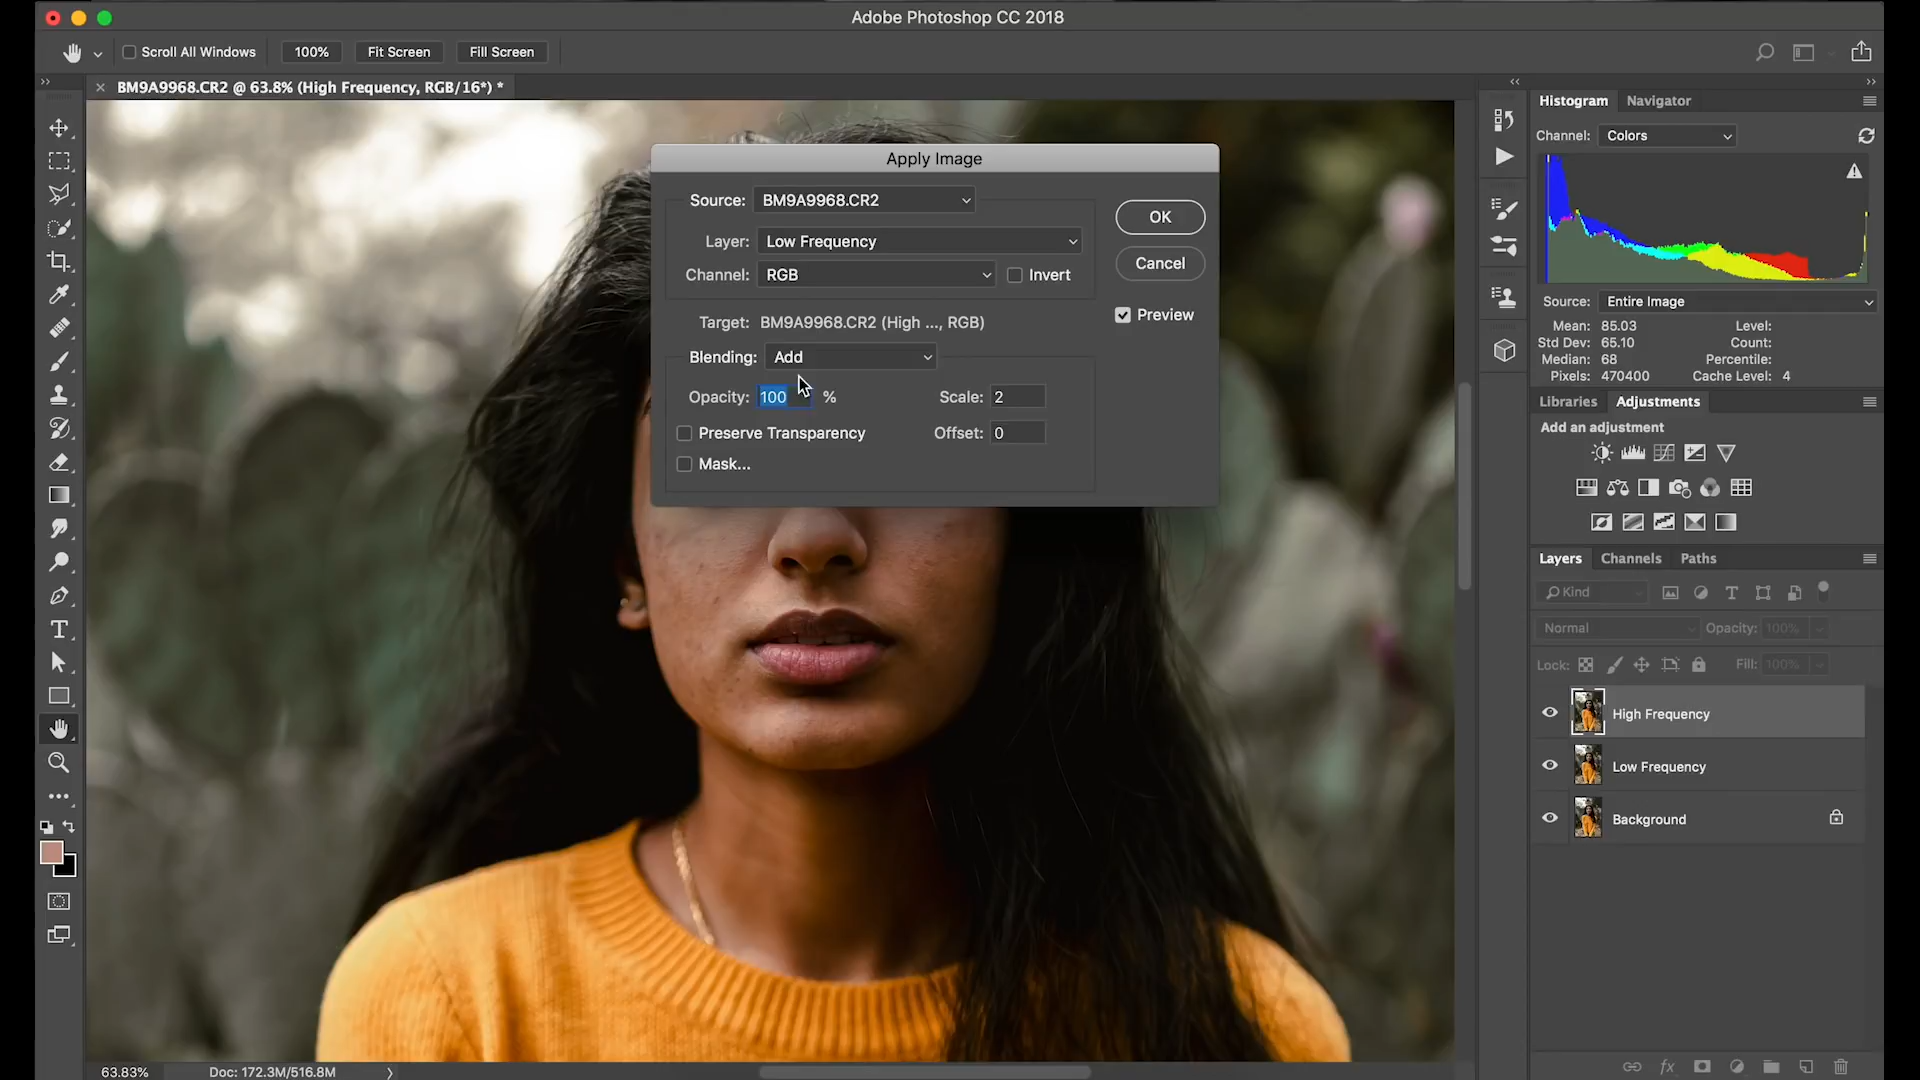 Adobe Photoshop CC 2018
Scroll All Windows
100%
Fit Screen
Fill Screen
BM9A9968.CR2 @ 63.8% (High Frequency, RGB/16*) *
Apply Image
Source: BM9A9968.CR2
Layer: Low Frequency
Channel: RGB
Invert
Target: BM9A9968.CR2 (High ..., RGB)
Blending: Add
Opacity: 100 %
Scale: 2
Preserve Transparency
Offset: 0
Mask...
OK
Cancel
Preview
Histogram
Navigator
Channel: Colors
Source: Entire Image
Mean: 85.03
Level:
Std Dev: 65.10
Count:
Median: 68
Percentile:
Pixels: 470400
Cache Level: 4
Libraries
Adjustments
Add an adjustment
Layers
Channels
Paths
Kind
Normal
Opacity: 100%
Lock:
Fill: 100%
High Frequency
Low Frequency
Background
63.83%
Doc: 172.3M/516.8M